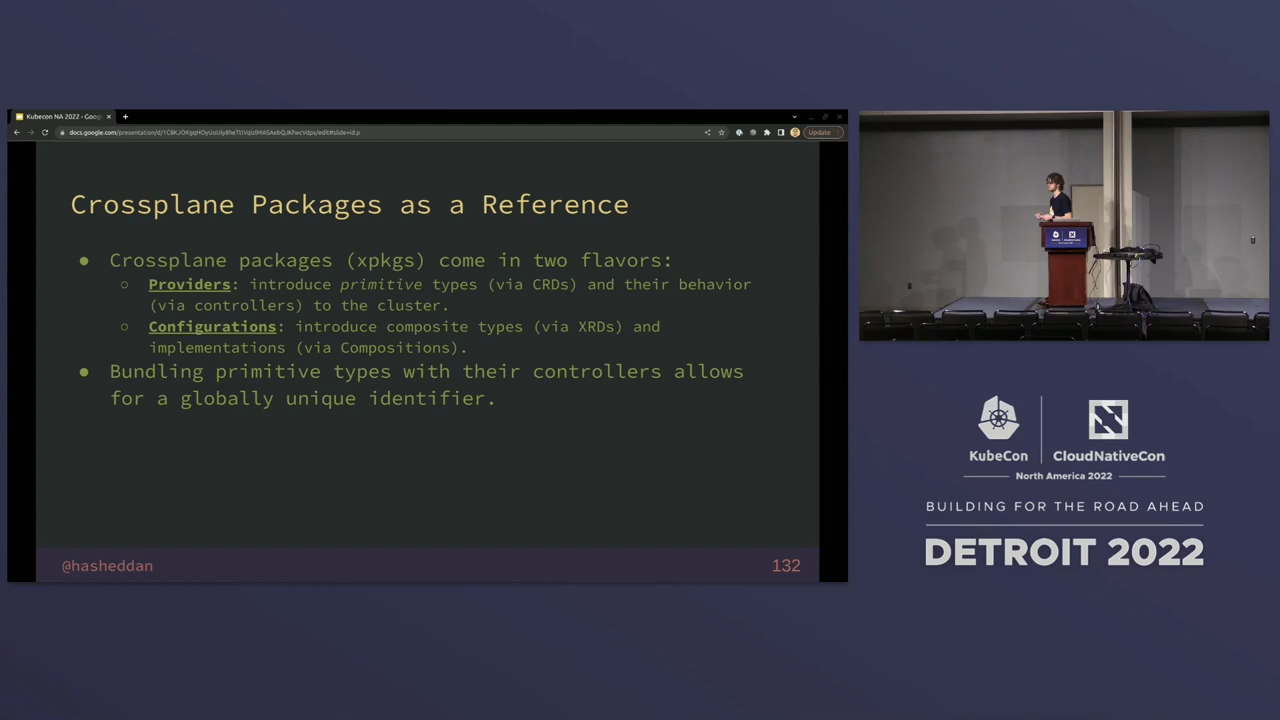 Kubecon NA 2022 - Goog
Update
Crossplane Packages as a Reference
● Crossplane packages (xpkgs) come in two flavors:
○ Providers: introduce primitive types (via CRDs) and their behavior
(via controllers) to the cluster.
○ Configurations: introduce composite types (via XRDs) and
implementations (via Compositions).
● Bundling primitive types with their controllers allows
for a globally unique identifier.
@hasheddan
132
KubeCon
CloudNativeCon
North America 2022
BUILDING FOR THE ROAD AHEAD
DETROIT 2022